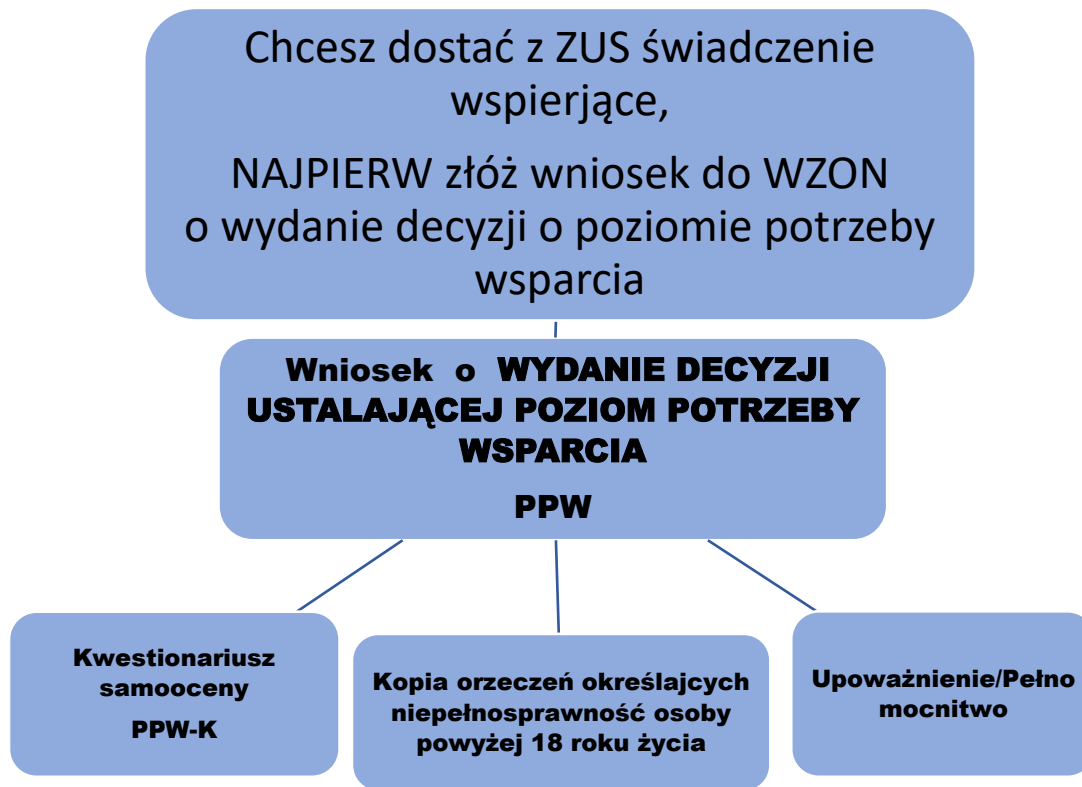 Chcesz dostać z ZUS świadczenie
wspierjące,
NAJPIERW złóż wniosek do WZON
o wydanie decyzji o poziomie potrzeby
wsparcia
Wniosek o WYDANIE DECYZJI
USTALAJĄCEJ POZIOM POTRZEBY
WSPARCIA
PPW
Kwestionariusz
samooceny
PPW-K
Kopia orzeczeń określajcych
niepełnosprawność osoby
powyżej 18 roku życia
Upoważnienie/Pełno
mocnitwo